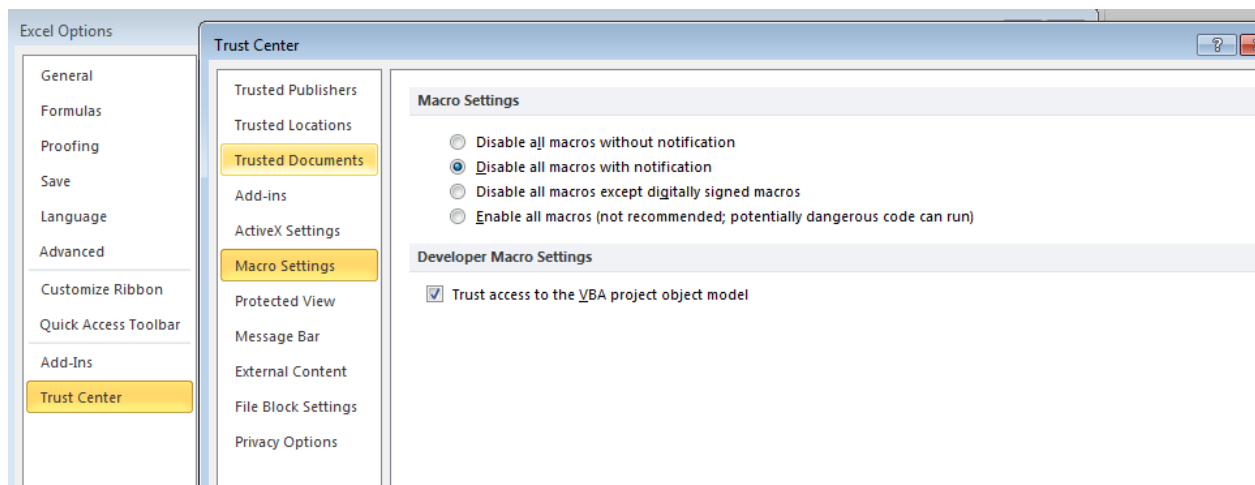 Excel Options
General
Formulas
Proofing
Save
Language
Advanced
Customize Ribbon
Quick Access Toolbar
Add-Ins
Trust Center
Trust Center
?
Trusted Publishers
Trusted Locations
Trusted Documents
Add-ins
ActiveX Settings
Macro Settings
Protected View
Message Bar
External Content
File Block Settings
Privacy Options
Macro Settings
Disable all macros without notification
Disable all macros with notification
Disable all macros except digitally signed macros
Enable all macros (not recommended; potentially dangerous code can run)
Developer Macro Settings
Trust access to the VBA project object model